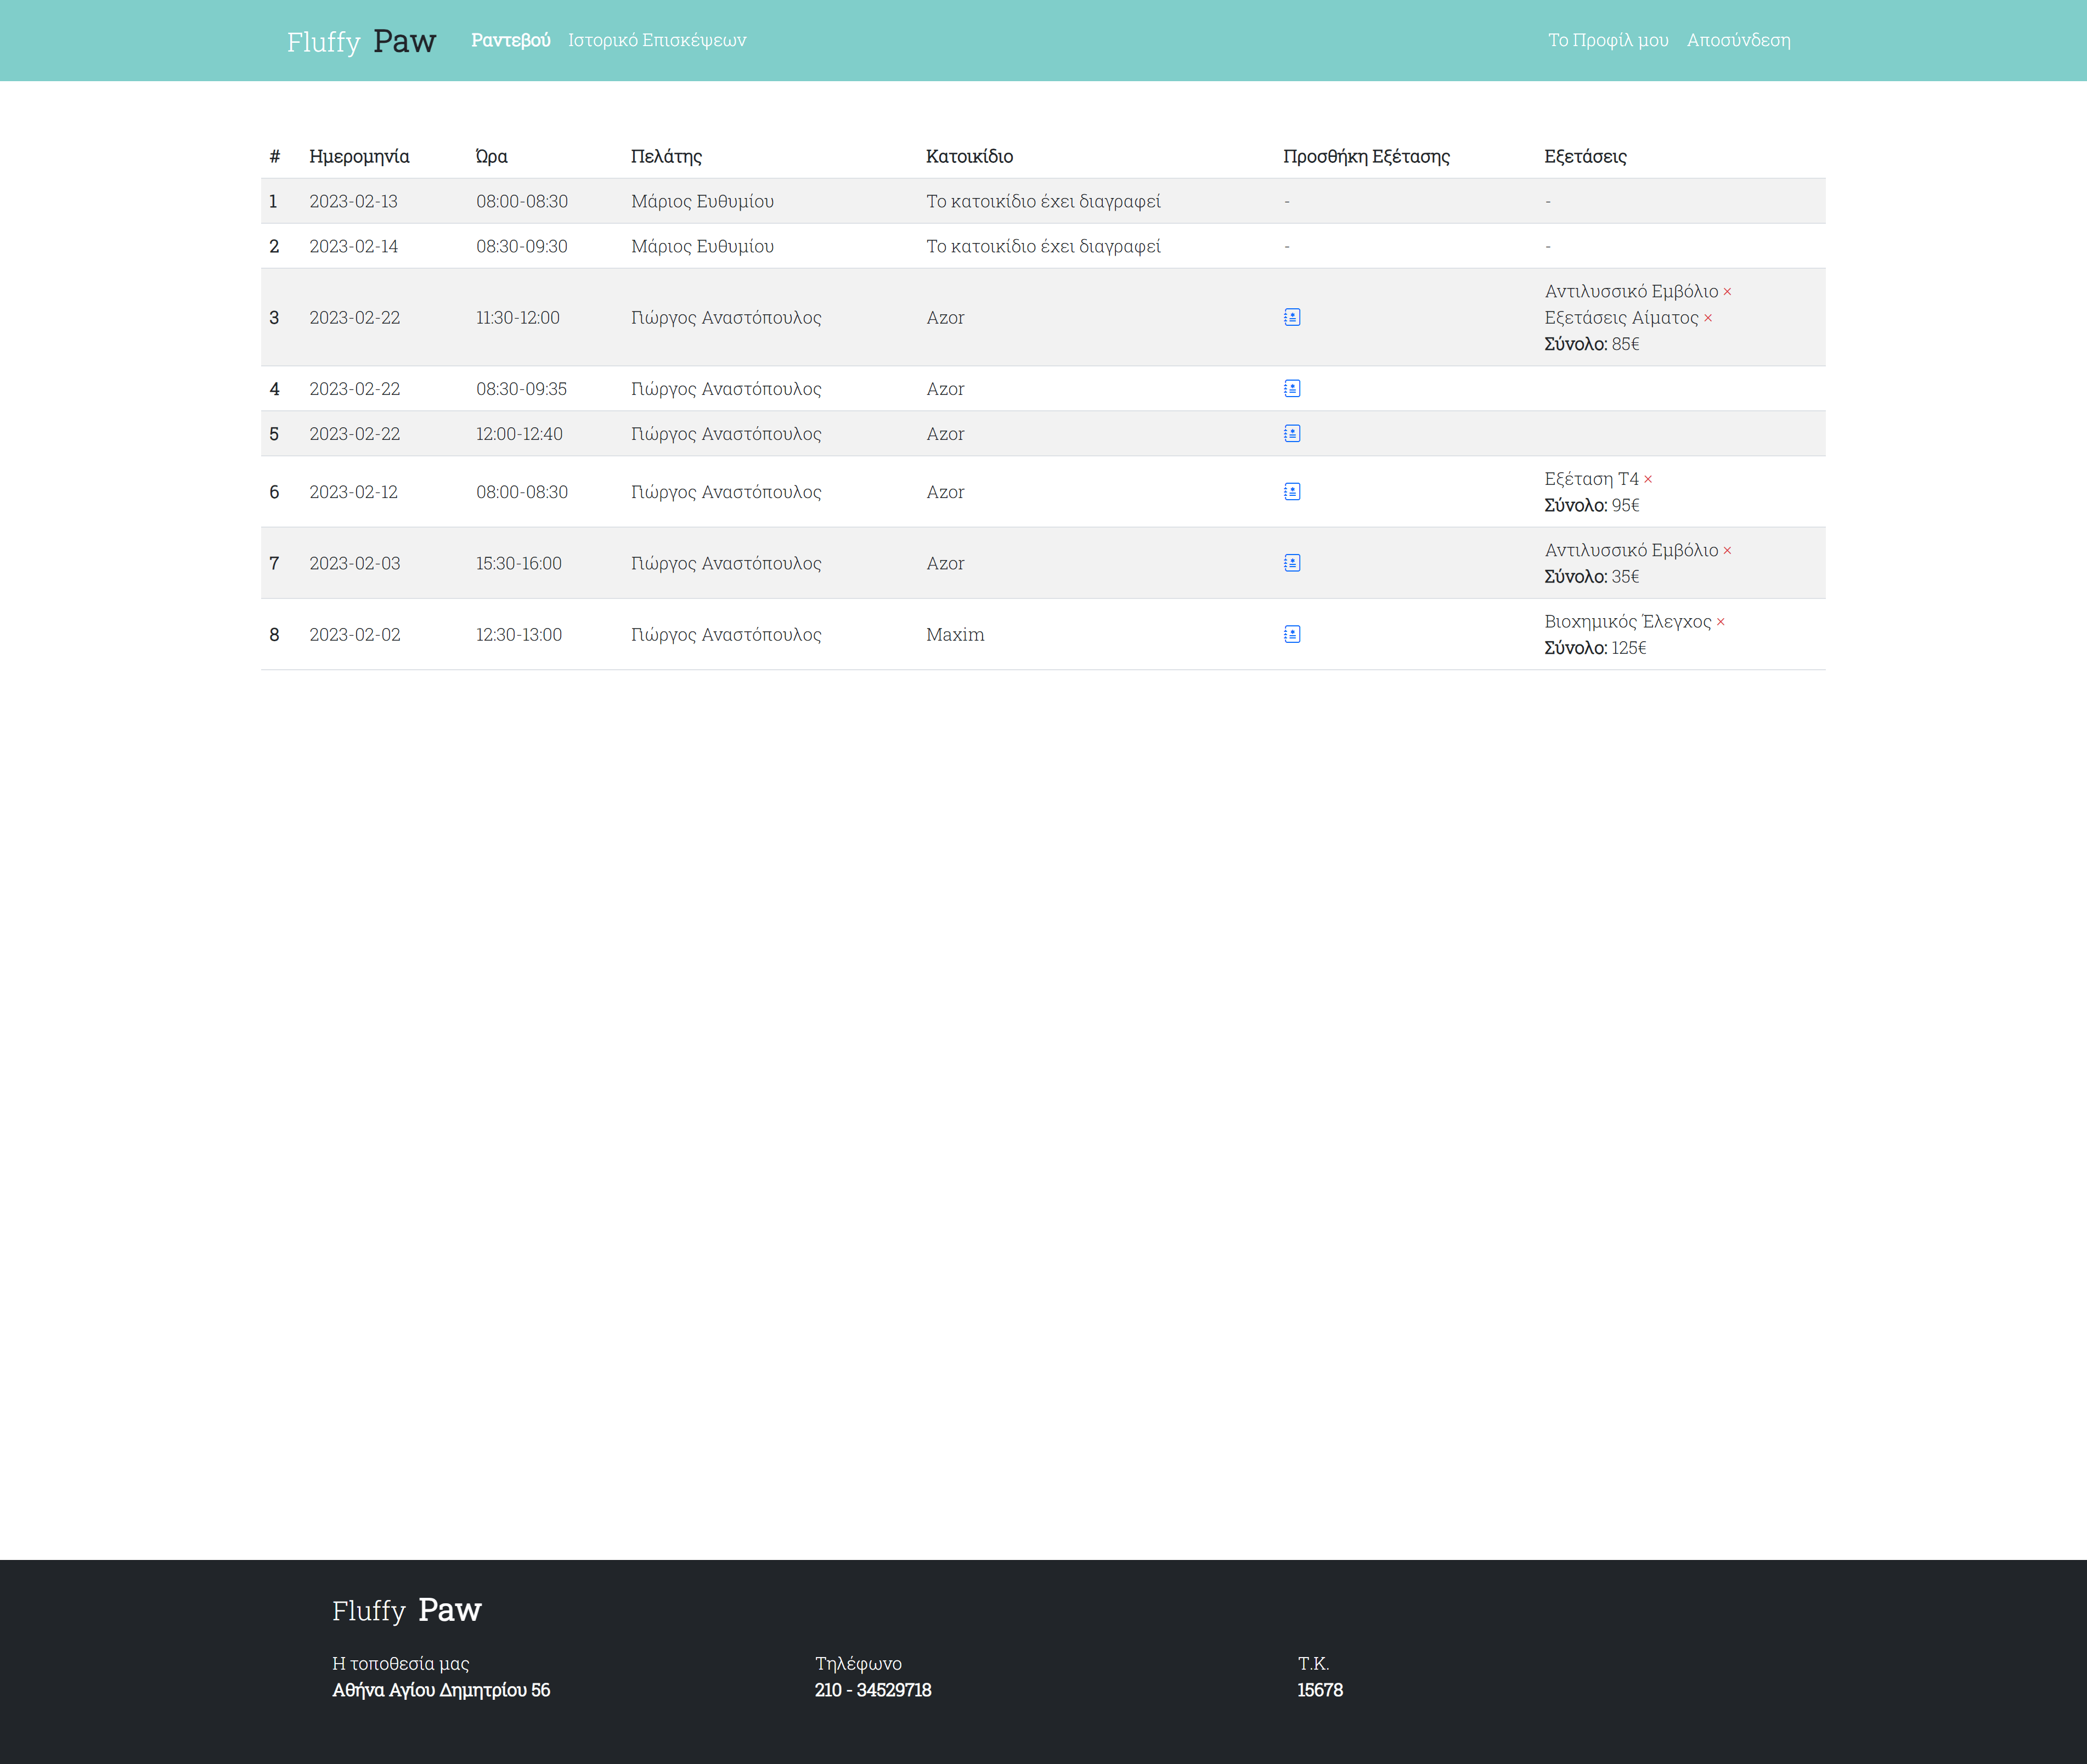 Fluffy Paw Ραντεβού Ιστορικό Επισκέψεων Το Προφίλ μου Αποσύνδεση
# Ημερομηνία Ώρα Πελάτης Κατοικίδιο Προσθήκη Εξέτασης Εξετάσεις
1 2023-02-13 08:00-08:30 Μάριος Ευθυμίου Το κατοικίδιο έχει διαγραφεί - -
2 2023-02-14 08:30-09:30 Μάριος Ευθυμίου Το κατοικίδιο έχει διαγραφεί - -
3 2023-02-22 11:30-12:00 Γιώργος Αναστόπουλος Azor Αντιλυσσικό Εμβόλιο ×
Εξετάσεις Αίματος ×
Σύνολο: 85€
4 2023-02-22 08:30-09:35 Γιώργος Αναστόπουλος Azor
5 2023-02-22 12:00-12:40 Γιώργος Αναστόπουλος Azor
6 2023-02-12 08:00-08:30 Γιώργος Αναστόπουλος Azor Εξέταση Τ4 ×
Σύνολο: 95€
7 2023-02-03 15:30-16:00 Γιώργος Αναστόπουλος Azor Αντιλυσσικό Εμβόλιο ×
Σύνολο: 35€
8 2023-02-02 12:30-13:00 Γιώργος Αναστόπουλος Maxim Βιοχημικός Έλεγχος ×
Σύνολο: 125€
Fluffy Paw
Η τοποθεσία μας Τηλέφωνο Τ.Κ.
Αθήνα Αγίου Δημητρίου 56 210 - 34529718 15678